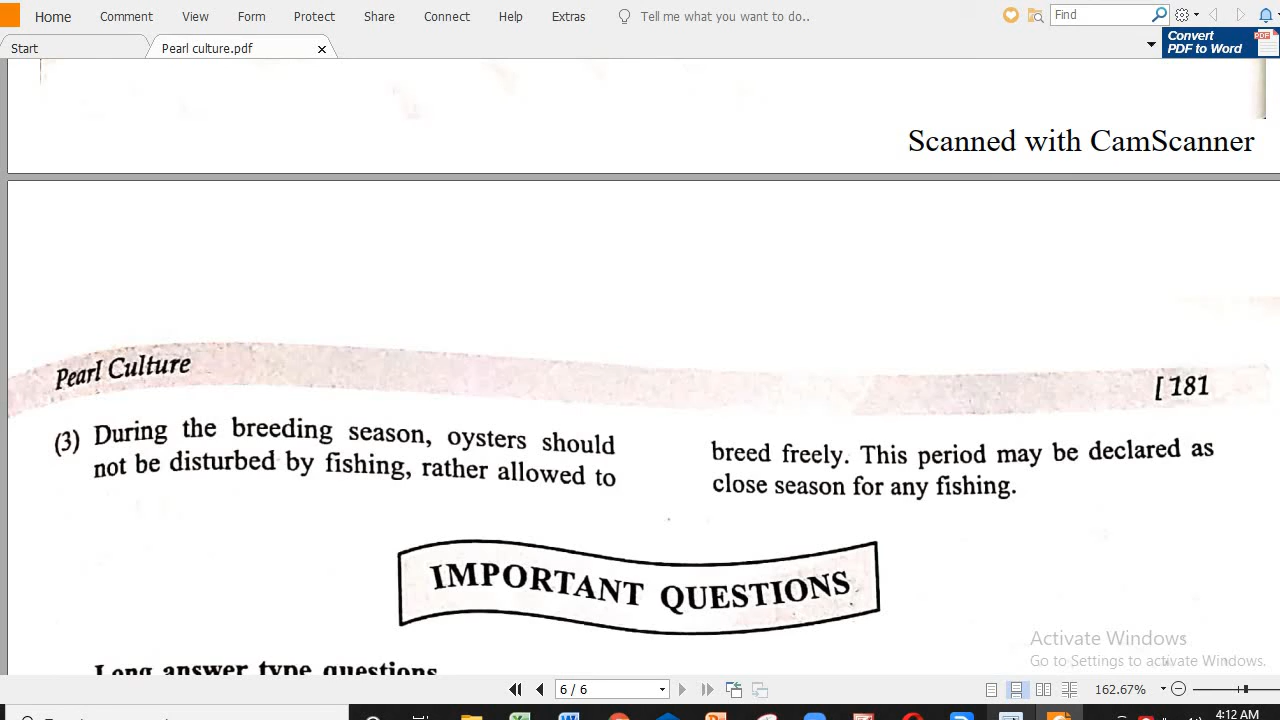 Home Comment View Form Project Share Connect Help Extras Tell me what you want to do.. Find
Convert
PDF to Word
Start
Pearl culture.pdf
Scanned with CamScanner
Pearl Culture
[ 181
(3) During the breeding season, oysters should
not be disturbed by fishing, rather allowed to
breed freely. This period may be declared as
close season for any fishing.
IMPORTANT QUESTIONS
Long answer type questions
Activate Windows
Go to Settings to activate Windows.
6 / 6
162.67%
4:12 AM